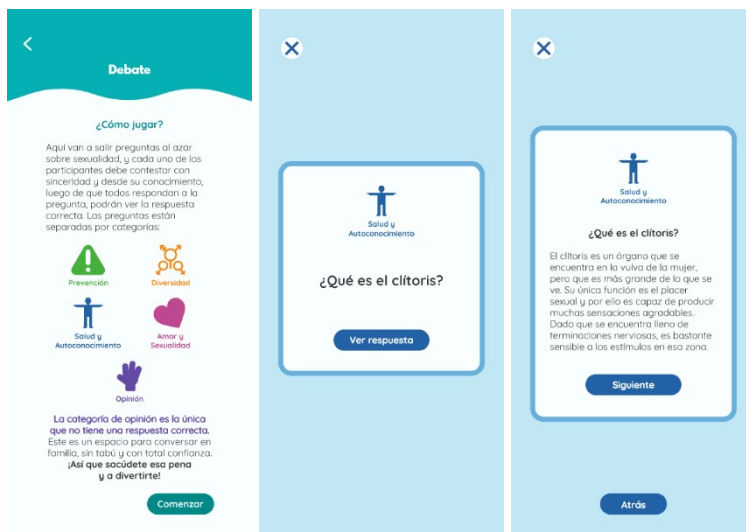 Debate
¿Cómo jugar?
Aquí van a salir preguntas al azar
sobre sexualidad, y cada uno de los
participantes debe contestar con
sinceridad y desde su conocimiento,
luego de que todos respondan a la
pregunta, podrán ver la respuesta
correcta. Las preguntas están
separadas por categorías:
Prevención
Diversidad
Salud y
Autoconocimiento
Amor y
Sexualidad
Opinión
La categoría de opinión es la única
que no tiene una respuesta correcta.
Este es un espacio para conversar en
familia, sin tabú y con total confianza.
¡Así que sacúdete esa pena
y a divertirte!
Comenzar
Salud y
Autoconocimiento
¿Qué es el clítoris?
Ver respuesta
Salud y
Autoconocimiento
¿Qué es el clítoris?
El clítoris es un órgano que se
encuentra en la vulva de la mujer,
pero que es más grande de lo que se
ve. Su única función es el placer
sexual y por ello es capaz de producir
muchas sensaciones agradables.
Dado que se encuentra lleno de
terminaciones nerviosas, es bastante
sensible a los estímulos en esa zona.
Siguiente
Atrás